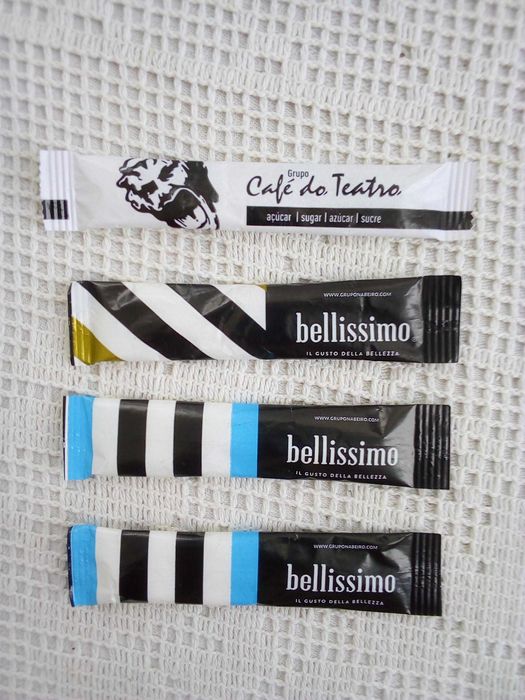 Grupo
Café do Teatro
açúcar | sugar | azúcar | sucre
WWW.GRUPONABEIRO.COM
bellissimo
IL GUSTO DELLA BELLEZZA
WWW.GRUPONABEIRO.COM
bellissimo
IL GUSTO DELLA BELLEZZA
WWW.GRUPONABEIRO.COM
bellissimo
IL GUSTO DELLA BELLEZZA